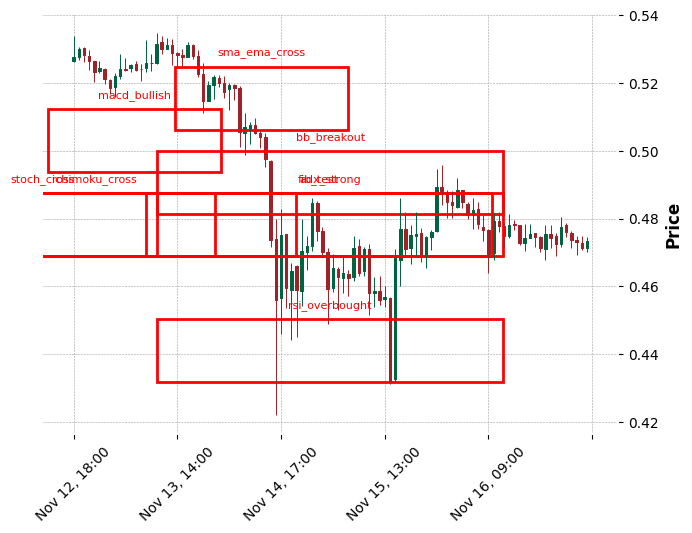 0.54
sma_ema_cross
0.52
macd_bullish
bb_breakout
0.50
stoch_cross
ichimoku_cross
fib_test
adx_strong
0.48
Price
0.46
rsi_overbought
0.44
0.42
Nov 12, 18:00
Nov 13, 14:00
Nov 14, 17:00
Nov 15, 13:00
Nov 16, 09:00